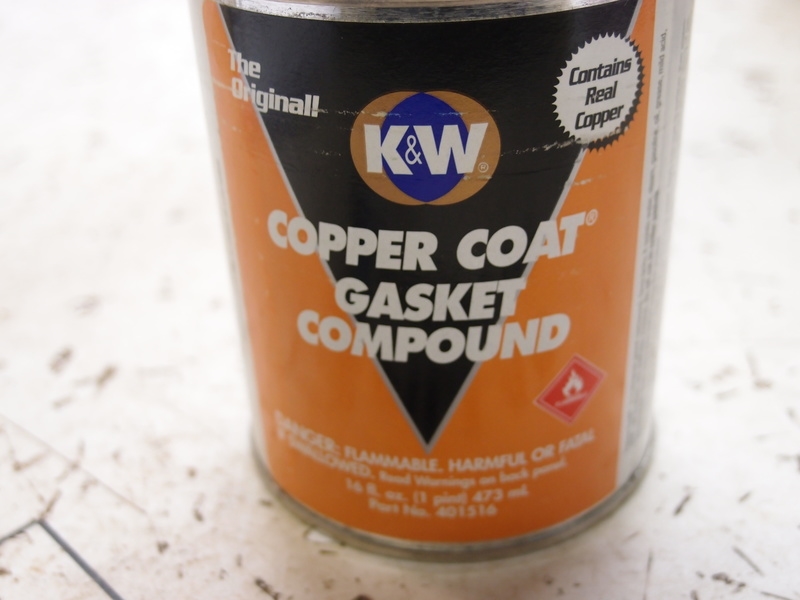 The
Original!
Contains
Real
Copper
K&W®
COPPER COAT®
GASKET
COMPOUND
DANGER: FLAMMABLE. HARMFUL OR FATAL
IF SWALLOWED. Read Warnings on back panel.
16 fl. oz. (1 pint) 473 ml.
Part No. 401516